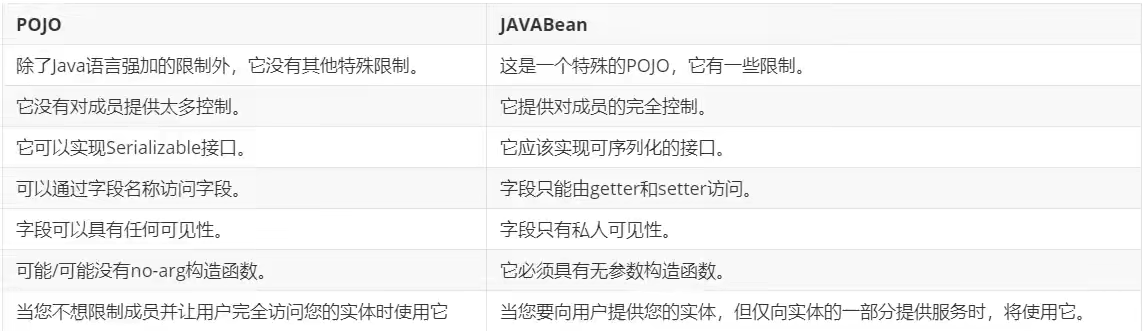 POJO JAVABean
除了Java语言强加的限制外，它没有其他特殊限制。 这是一个特殊的POJO，它有一些限制。
它没有对成员提供太多控制。 它提供对成员的完全控制。
它可以实现Serializable接口。 它应该实现可序列化的接口。
可以通过字段名称访问字段。 字段只能由getter和setter访问。
字段可以具有任何可见性。 字段只有私人可见性。
可能/可能没有no-arg构造函数。 它必须具有无参数构造函数。
当您不想限制成员并让用户完全访问您的实体时使用它 当您要向用户提供您的实体，但仅向实体的一部分提供服务时，将使用它。